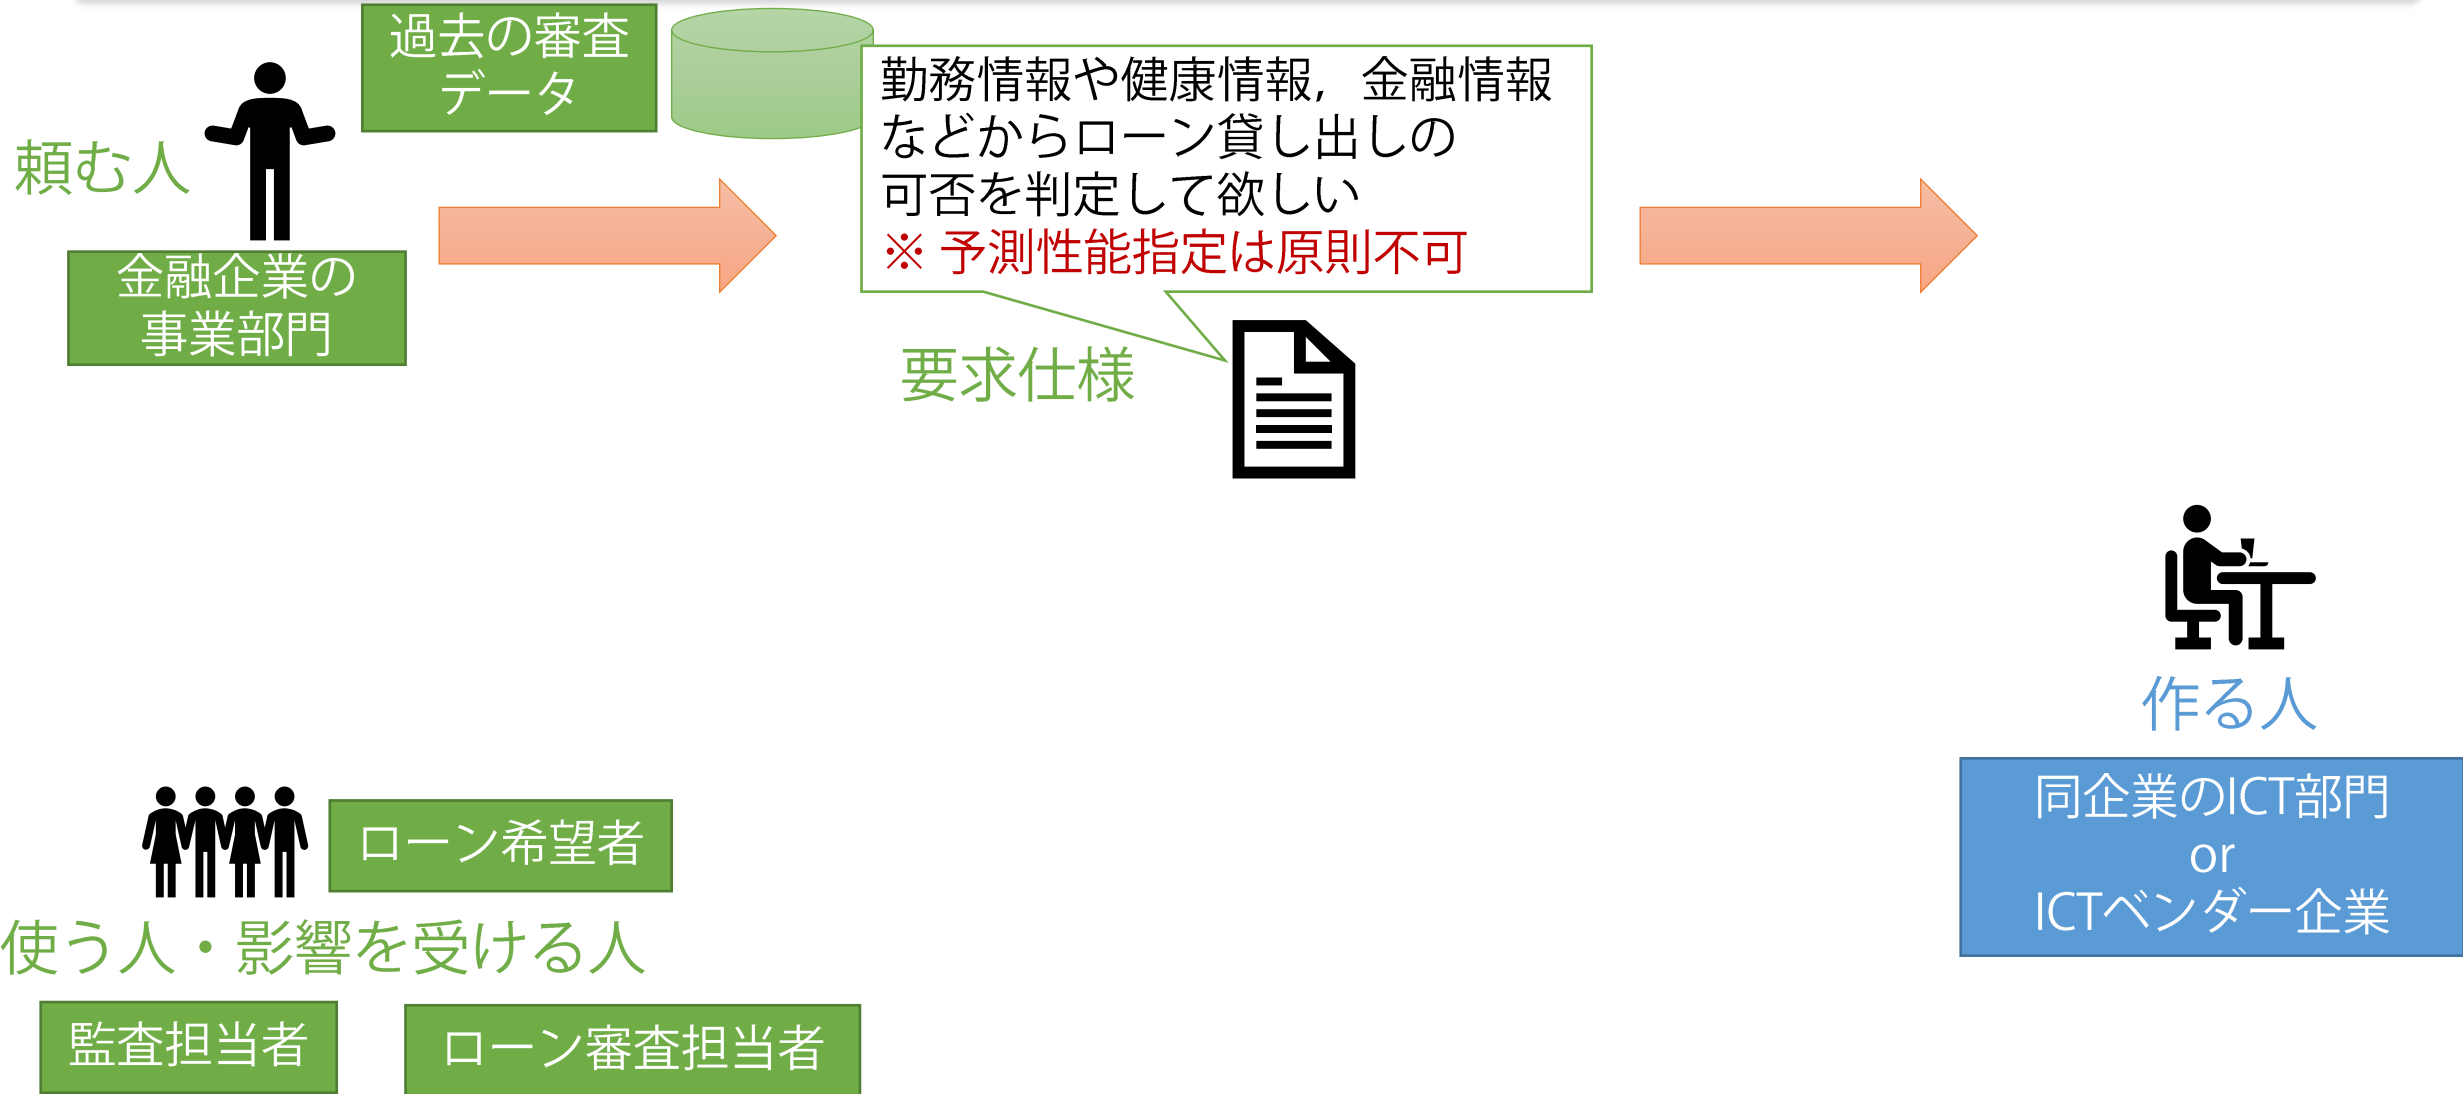 過去の審査
データ
頼む人
金融企業の
事業部門
勤務情報や健康情報，金融情報
などからローン貸し出しの
可否を判定して欲しい
※ 予測性能指定は原則不可
要求仕様
作る人
同企業のICT部門
or
ICTベンダー企業
ローン希望者
使う人・影響を受ける人
監査担当者
ローン審査担当者